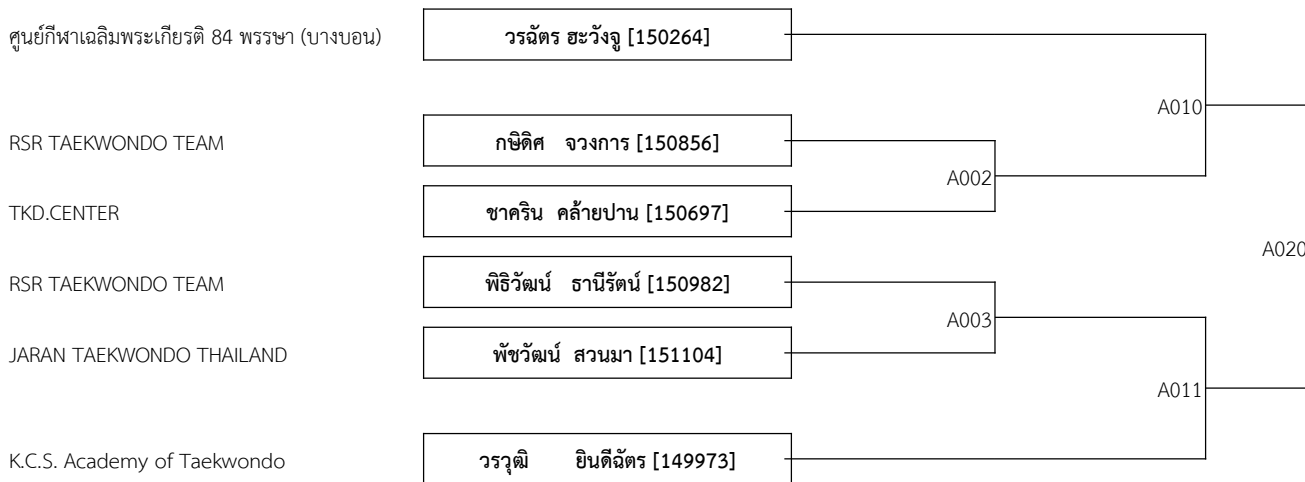 ศูนย์กีฬาเฉลิมพระเกียรติ 84 พรรษา (บางบอน) วรฉัตร ฮะวังจู [150264]
A010
RSR TAEKWONDO TEAM กษิดิศ จวงการ [150856]
A002
TKD.CENTER ชาคริน คล้ายปาน [150697]
A020
RSR TAEKWONDO TEAM พิธิวัฒน์ ธานีรัตน์ [150982]
A003
JARAN TAEKWONDO THAILAND พัชวัฒน์ สวนมา [151104]
A011
K.C.S. Academy of Taekwondo วรวุฒิ ยินดีฉัตร [149973]